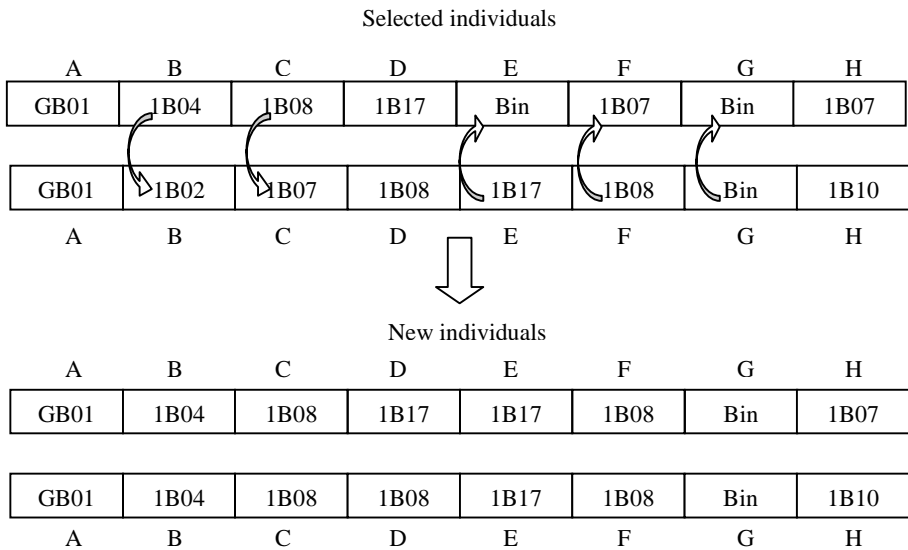 Selected individuals
A B C D E F G H
GB01 1B04 1B08 1B17 Bin 1B07 Bin 1B07
GB01 1B02 1B07 1B08 1B17 1B08 Bin 1B10
A B C D E F G H
New individuals
A B C D E F G H
GB01 1B04 1B08 1B17 1B17 1B08 Bin 1B07
GB01 1B04 1B08 1B08 1B17 1B08 Bin 1B10
A B C D E F G H